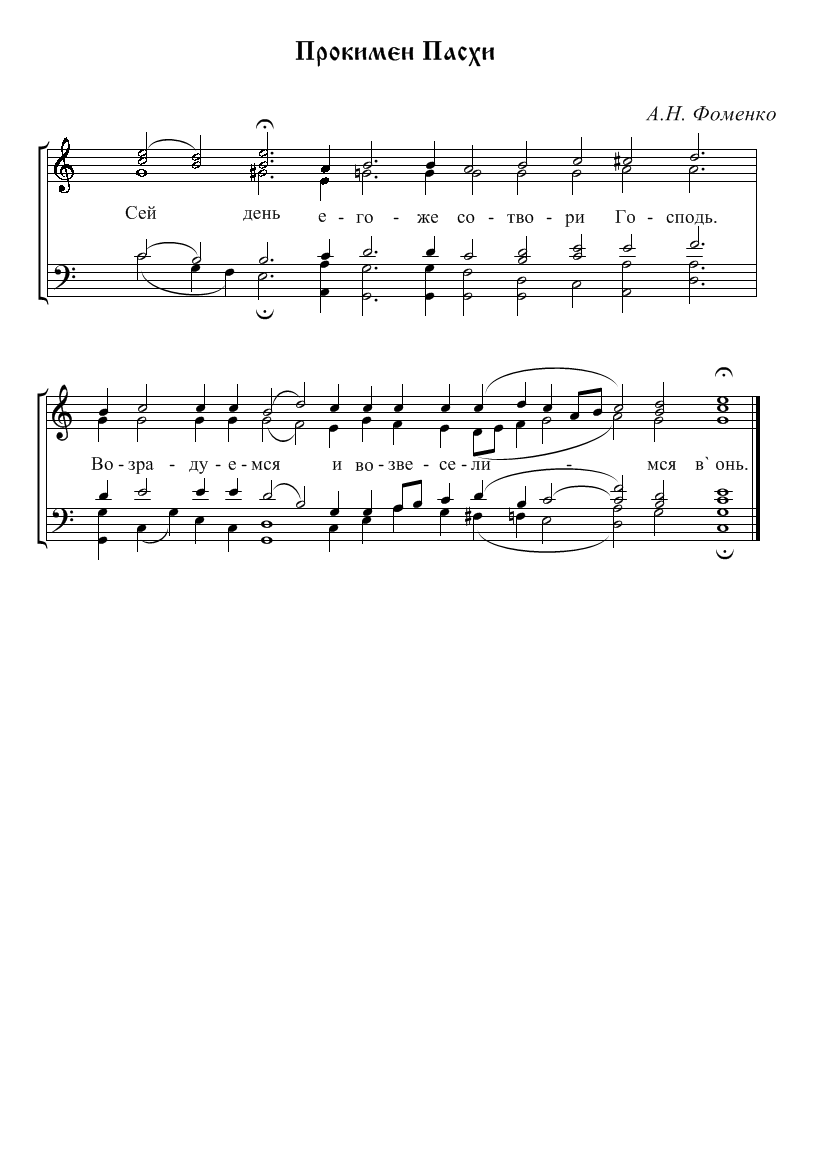 Прокимен Пасхи
А.Н. Фоменко
Сей день е - го - же со - тво - ри Го - сподь.
Во - зра - ду - е - мся и во - зве - се - ли - мся в` онь.